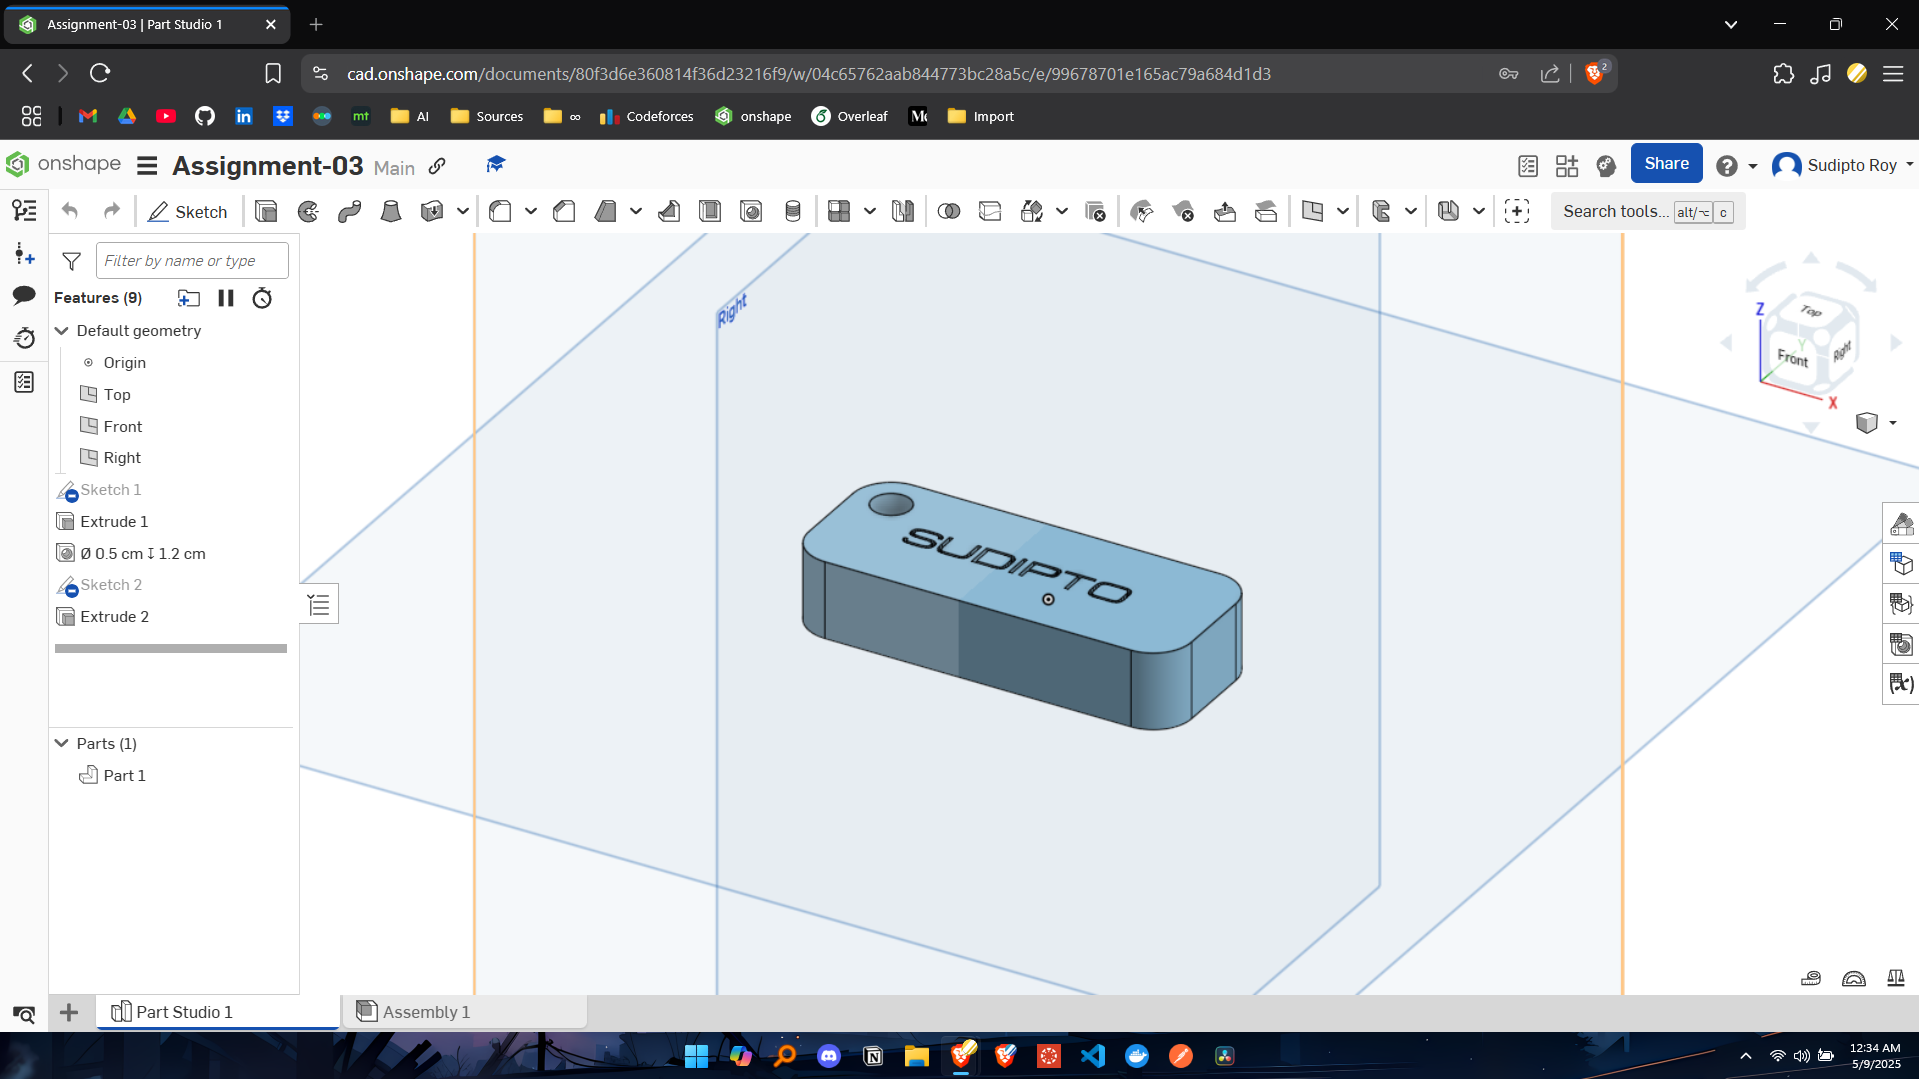 Assignment-03 | Part Studio 1
cad.onshape.com/documents/80f3d6e360814f36d23216f9/w/04c65762aab844773bc28a5c/e/99678701e165ac79a684d1d3
2
mt
AI
Sources
∞
Codeforces
onshape
Overleaf
Import
onshape
Assignment-03 Main
Share
Sudipto Roy
Sketch
Search tools... alt/⌥ c
Filter by name or type
Features (9)
Default geometry
Origin
Top
Front
Right
Sketch 1
Extrude 1
Ø 0.5 cm ↧ 1.2 cm
Sketch 2
Extrude 2
Parts (1)
Part 1
Right
SUDIPTO
Z
Top
Y
Front
Right
X
Part Studio 1
Assembly 1
12:34 AM
5/9/2025